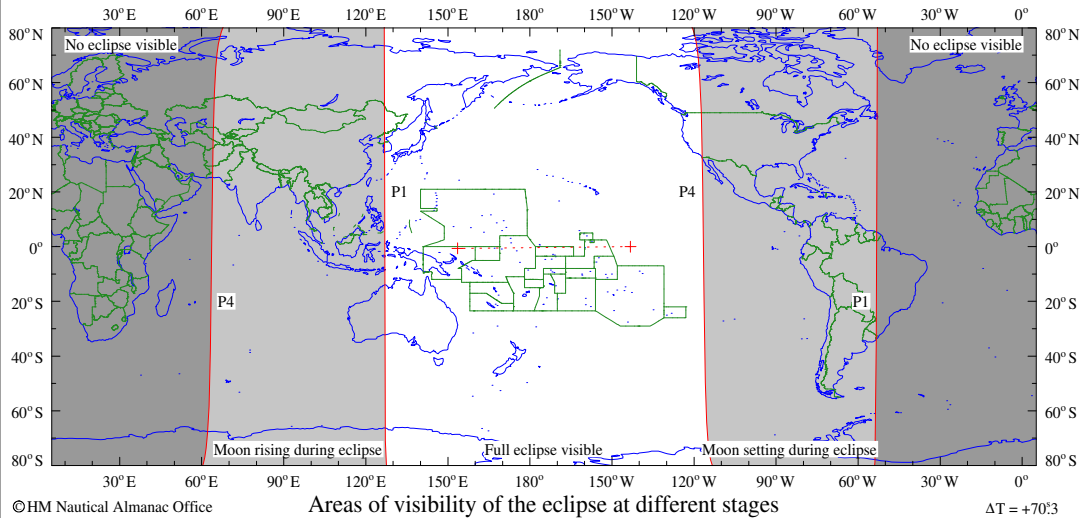 30°E 60°E 90°E 120°E 150°E 180° 150°W 120°W 90°W 60°W 30°W 0°
80°N No eclipse visible No eclipse visible 80°N
60°N 60°N
40°N 40°N
20°N P1 P4 20°N
0° 0°
20°S P4 P1 20°S
40°S 40°S
60°S 60°S
Moon rising during eclipse Full eclipse visible Moon setting during eclipse
80°S 80°S
30°E 60°E 90°E 120°E 150°E 180° 150°W 120°W 90°W 60°W 30°W 0°
©HM Nautical Almanac Office Areas of visibility of the eclipse at different stages ΔT = +70ˢ.3